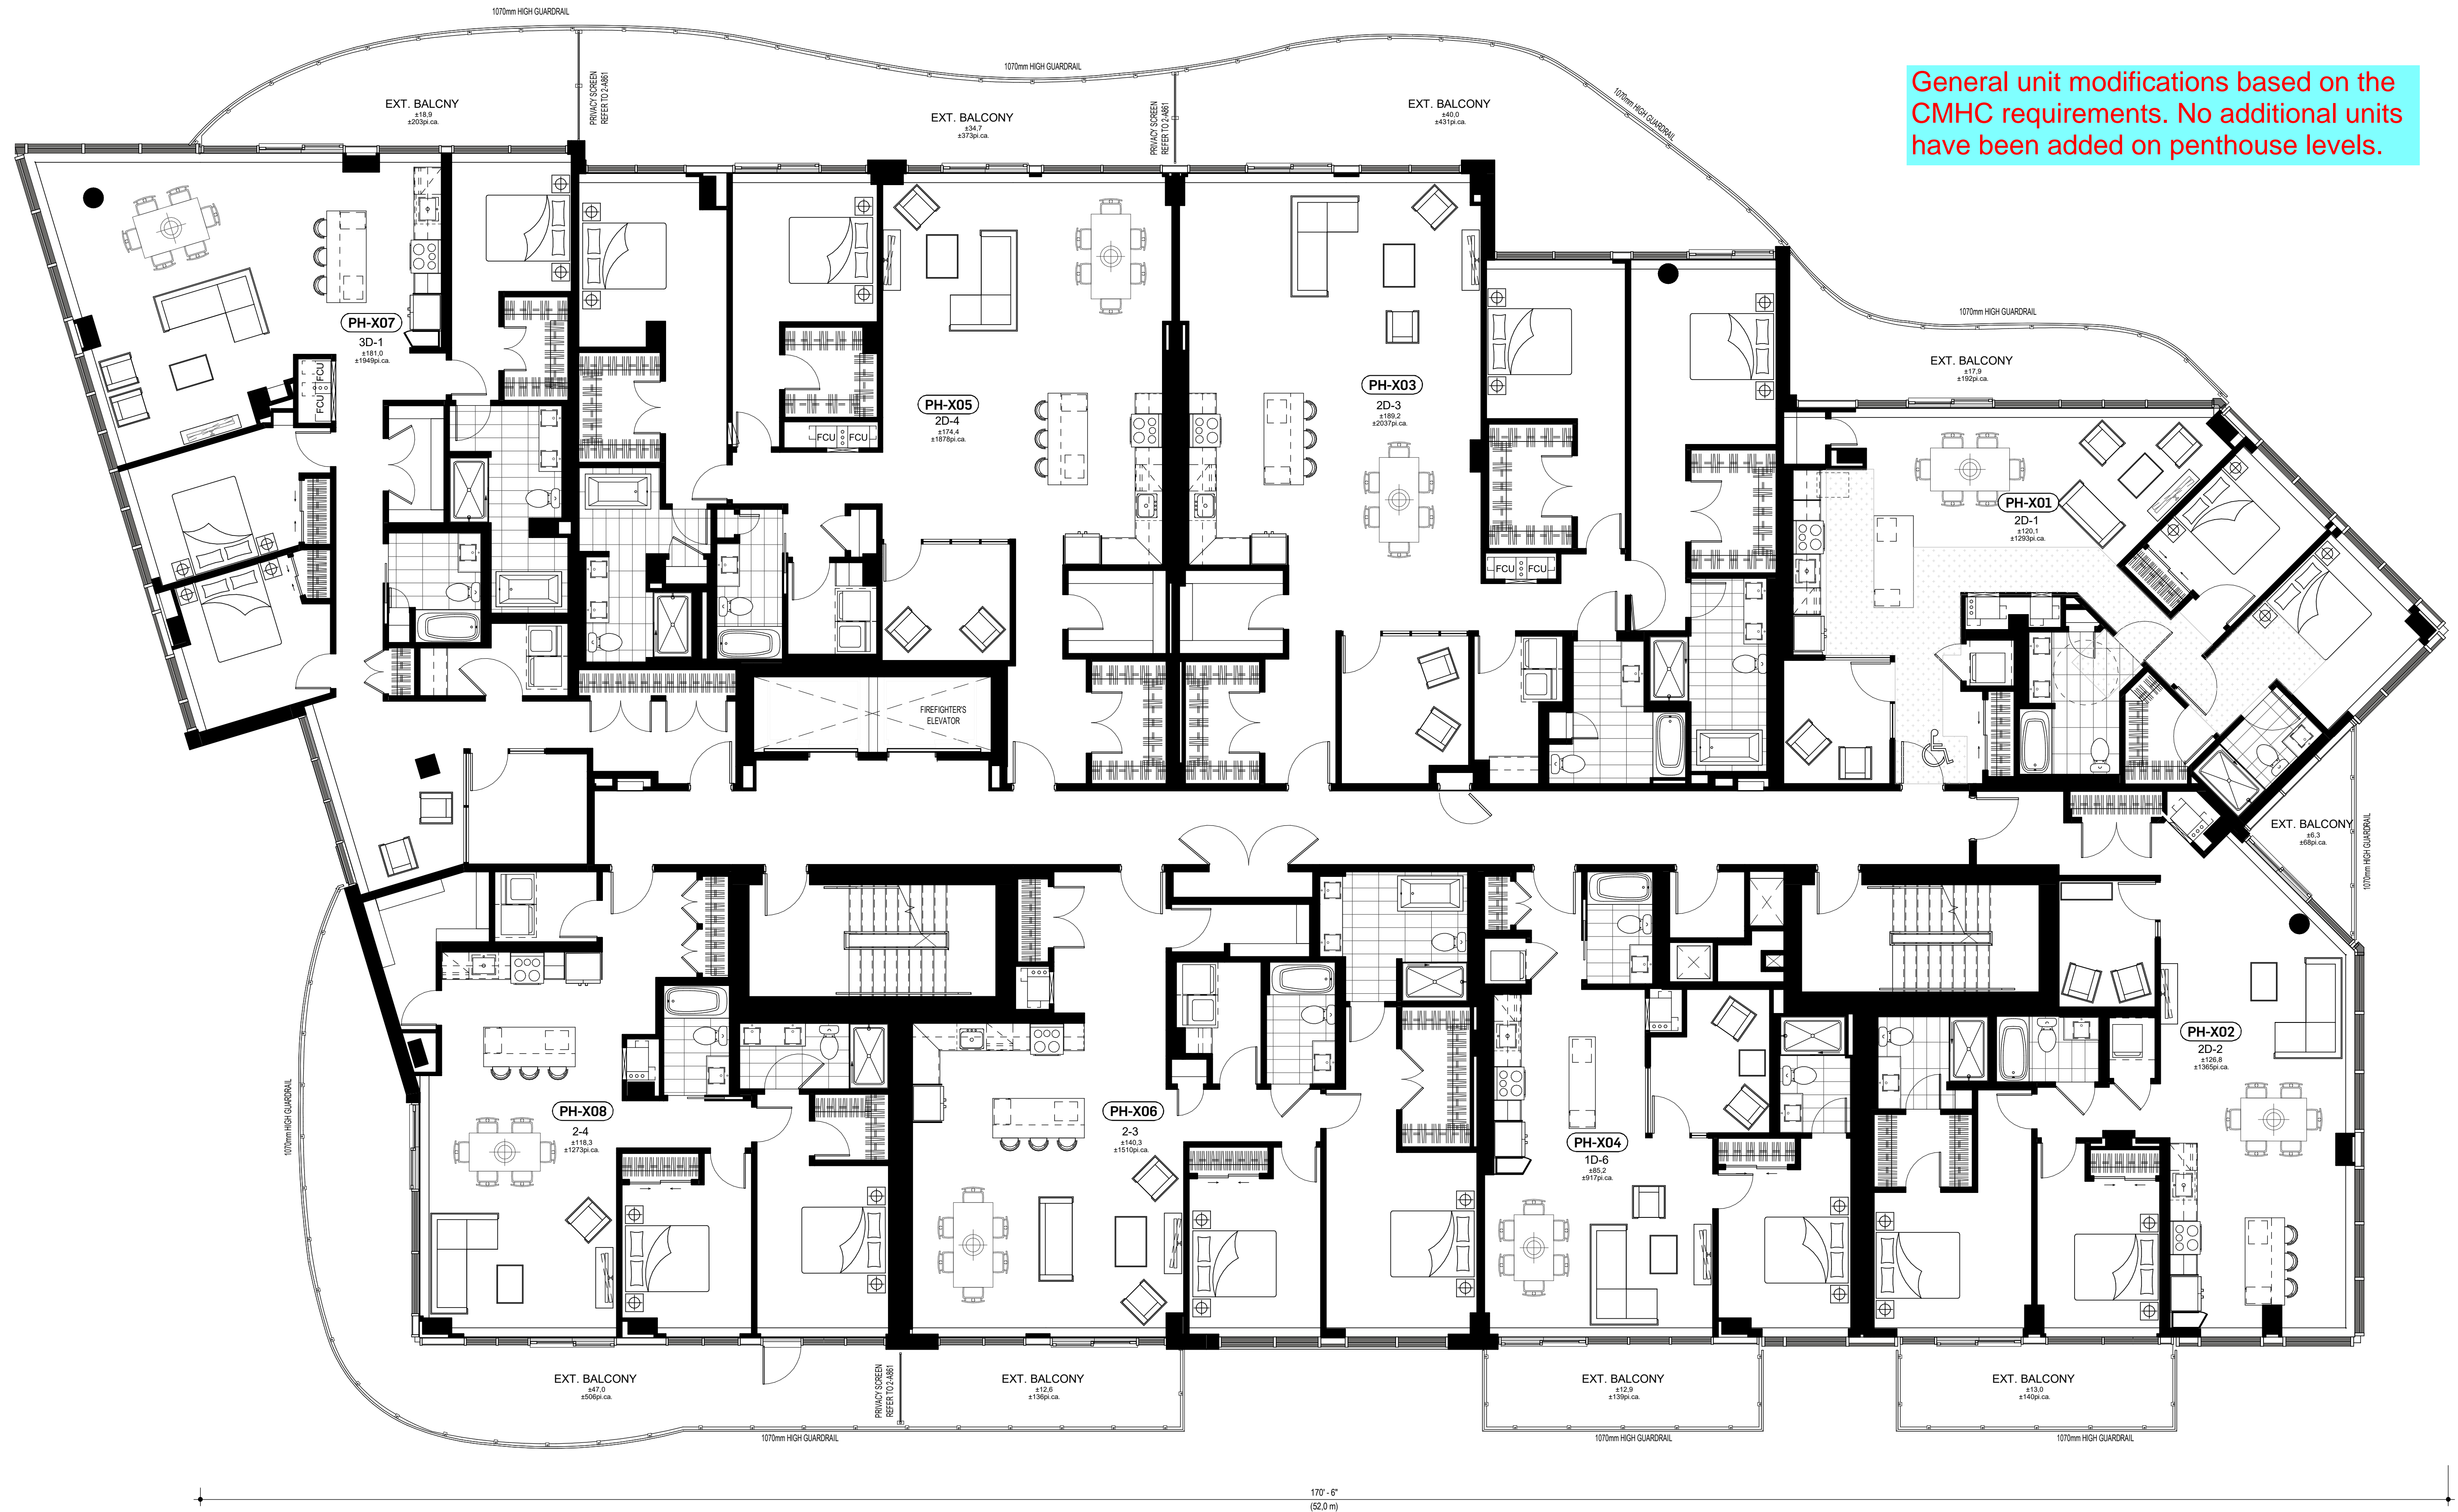 1070mm HIGH GUARDRAIL
General unit modifications based on the
CMHC requirements. No additional units
have been added on penthouse levels.
1070mm HIGH GUARDRAIL
PRIVACY SCREEN
REFER TO 2-A861
EXT. BALCNY
±18,9
±203pi.ca.
EXT. BALCONY
±34,7
±373pi.ca.
PRIVACY SCREEN
REFER TO 2-A861
EXT. BALCONY
±40,0
±431pi.ca.
1070mm HIGH GUARDRAIL
1070mm HIGH GUARDRAIL
EXT. BALCONY
±17,9
±192pi.ca.
PH-X07
3D-1
±181,0
±1949pi.ca.
FCU
FCU
PH-X05
2D-4
±174,4
±1878pi.ca.
FCU
FCU
PH-X03
2D-3
±189,2
±2037pi.ca.
FCU
FCU
PH-X01
2D-1
±120,1
±1293pi.ca.
FIREFIGHTER'S
ELEVATOR
EXT. BALCONY
±6,3
±68pi.ca.
1070mm HIGH GUARDRAIL
1070mm HIGH GUARDRAIL
PH-X08
2-4
±118,3
±1273pi.ca.
PH-X06
2-3
±140,3
±1510pi.ca.
PH-X04
1D-6
±85,2
±917pi.ca.
PH-X02
2D-2
±126,8
±1365pi.ca.
EXT. BALCONY
±47,0
±506pi.ca.
PRIVACY SCREEN
REFER TO 2-A861
EXT. BALCONY
±12,6
±136pi.ca.
EXT. BALCONY
±12,9
±139pi.ca.
EXT. BALCONY
±13,0
±140pi.ca.
1070mm HIGH GUARDRAIL
1070mm HIGH GUARDRAIL
1070mm HIGH GUARDRAIL
170' - 6"
(52,0 m)